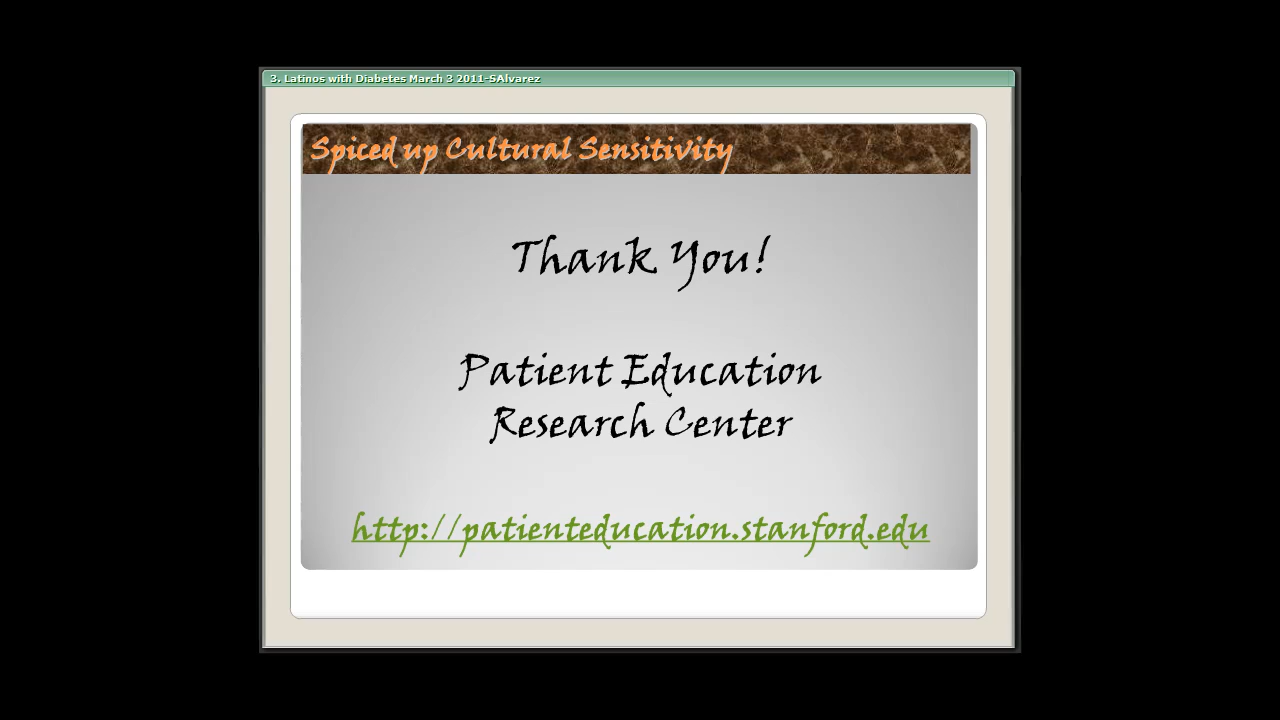 3. Latinos with Diabetes March 3 2011-SAlvarez
Spiced up Cultural Sensitivity
Thank You!
Patient Education
Research Center
http://patienteducation.stanford.edu